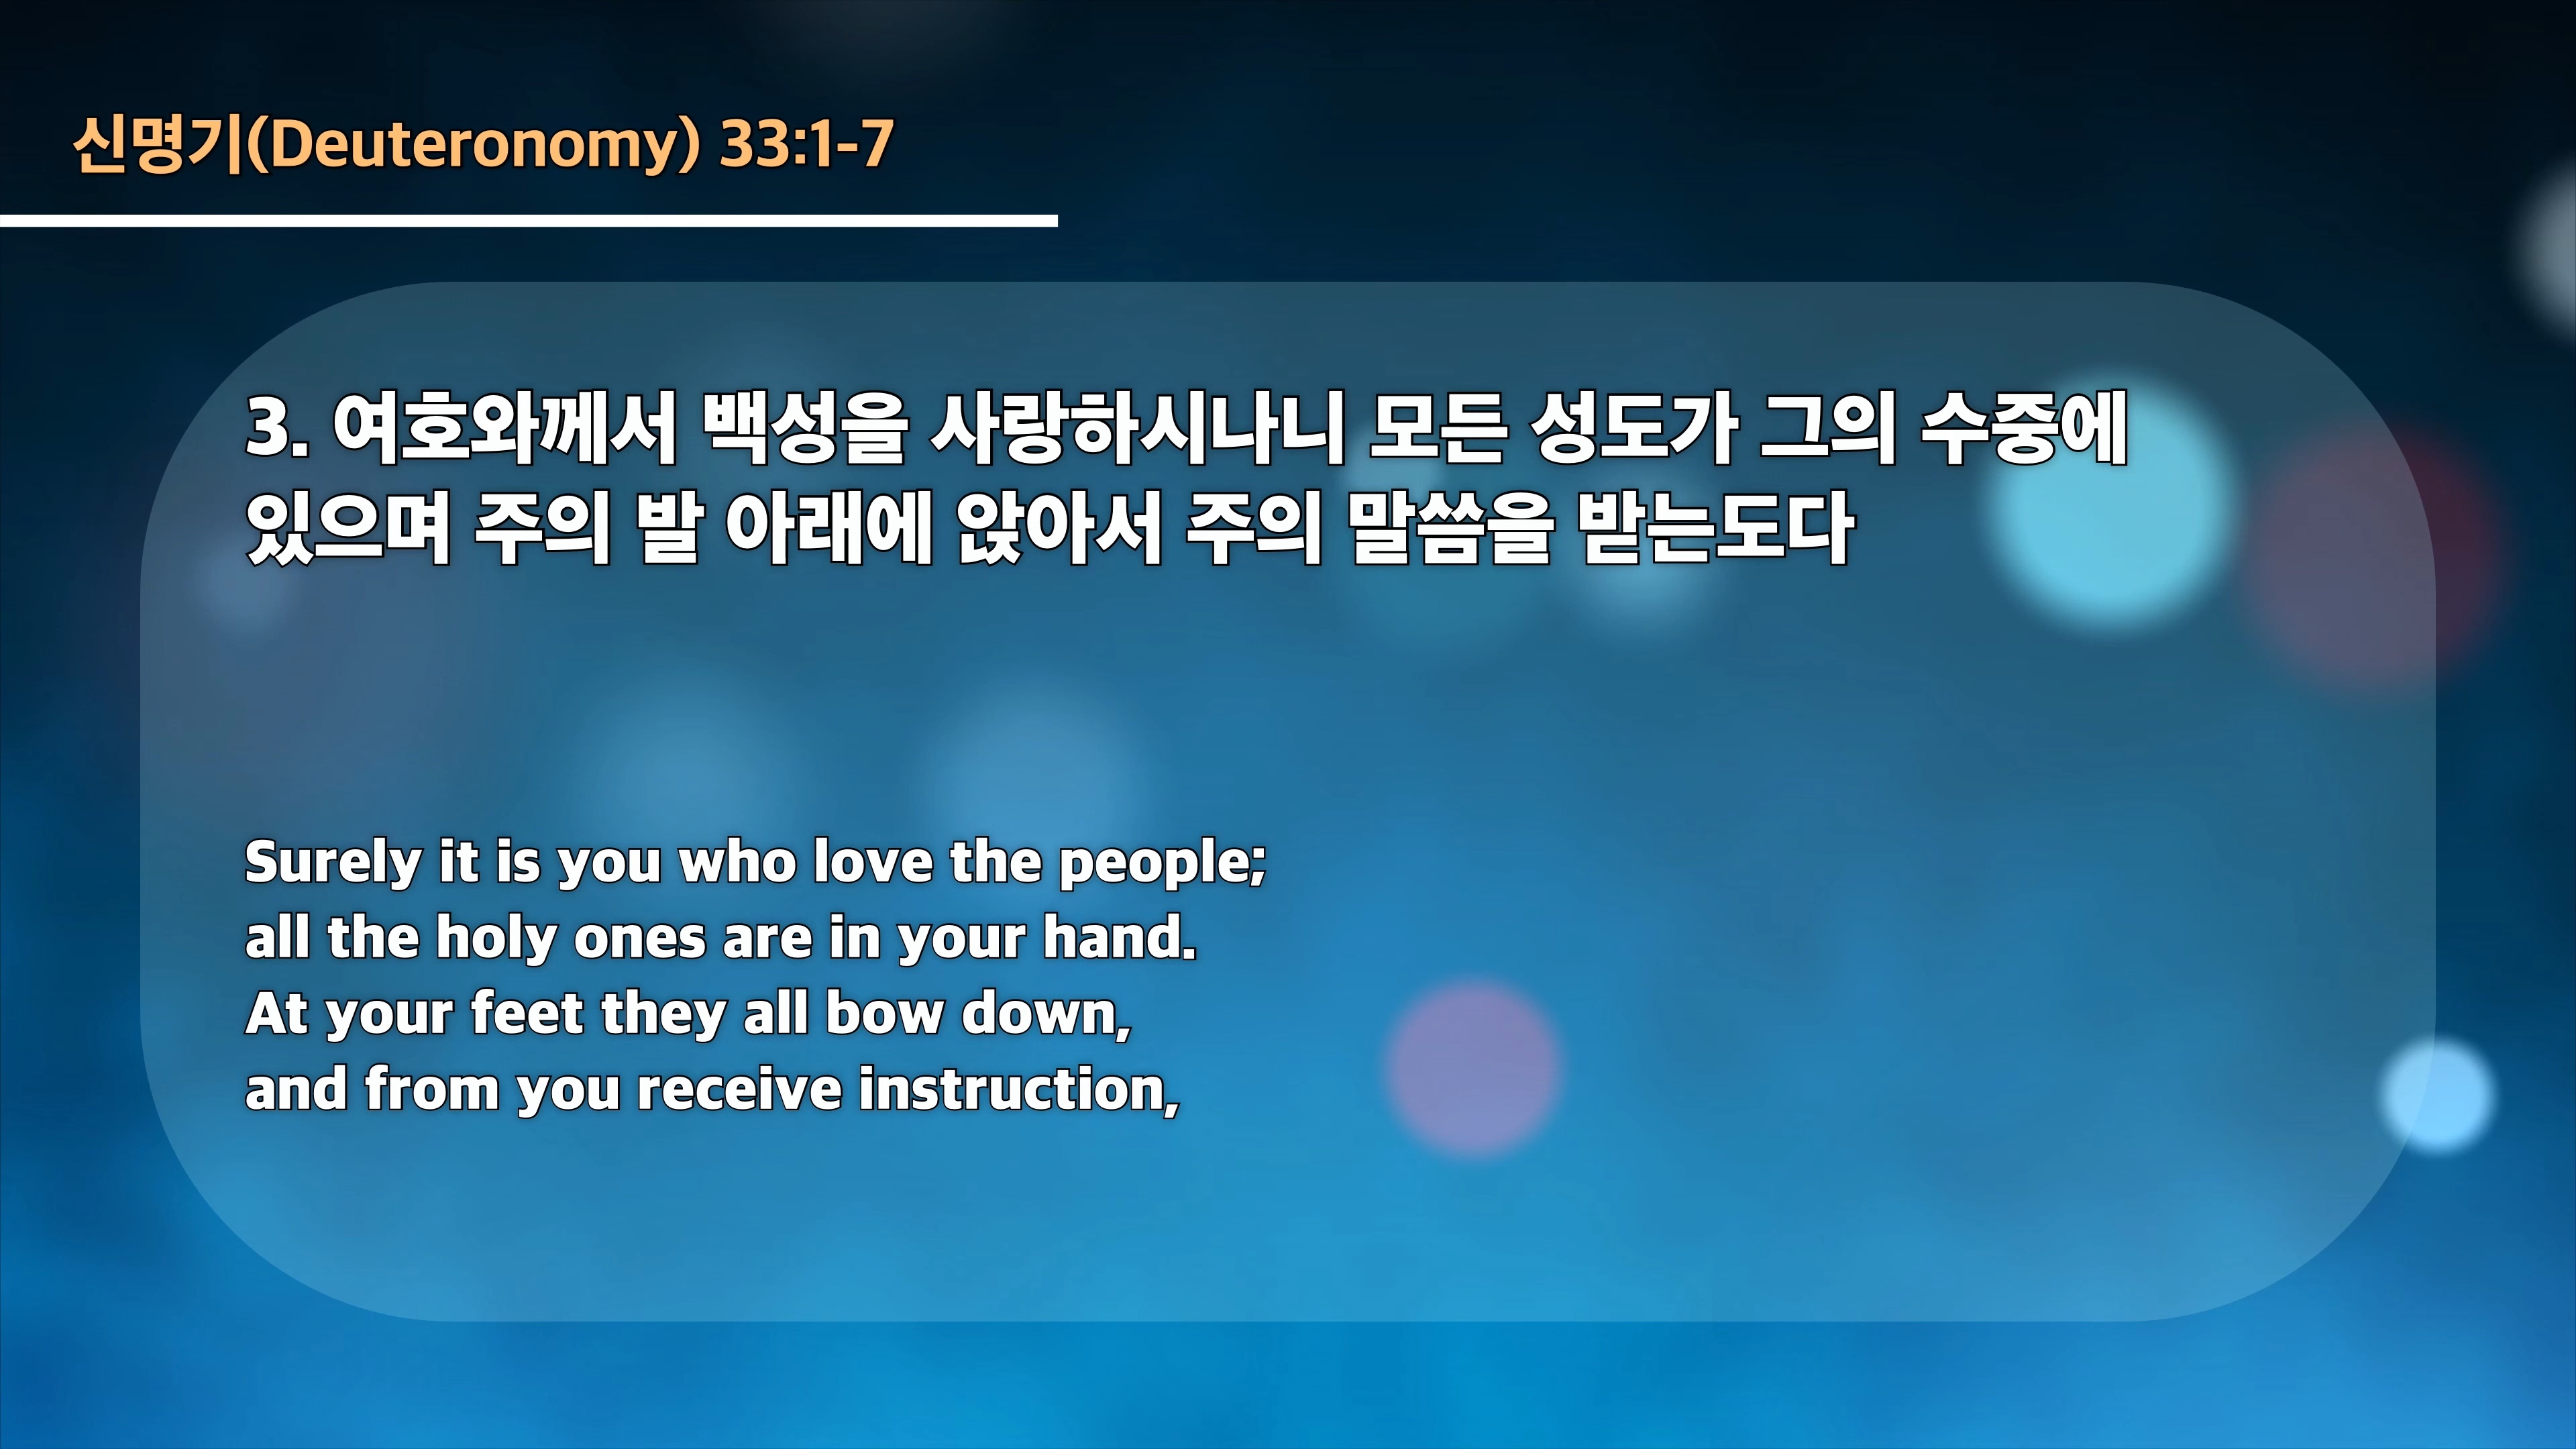 신명기(Deuteronomy) 33:1-7
3. 여호와께서 백성을 사랑하시나니 모든 성도가 그의 수중에
있으며 주의 발 아래에 앉아서 주의 말씀을 받는도다
Surely it is you who love the people;
all the holy ones are in your hand.
At your feet they all bow down,
and from you receive instruction,